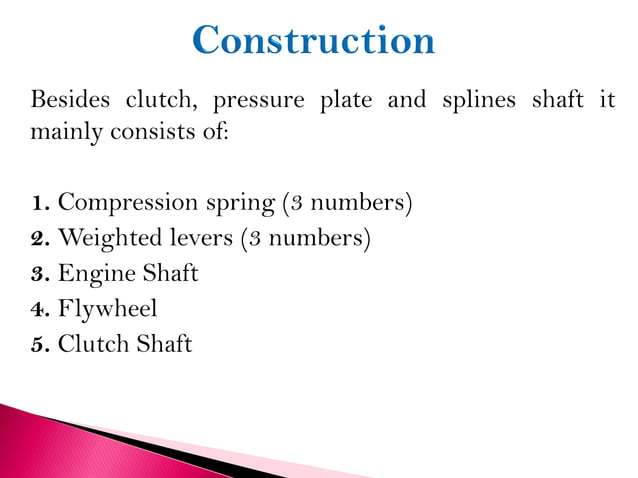 Construction
Besides clutch, pressure plate and splines shaft it
mainly consists of:
1. Compression spring (3 numbers)
2. Weighted levers (3 numbers)
3. Engine Shaft
4. Flywheel
5. Clutch Shaft